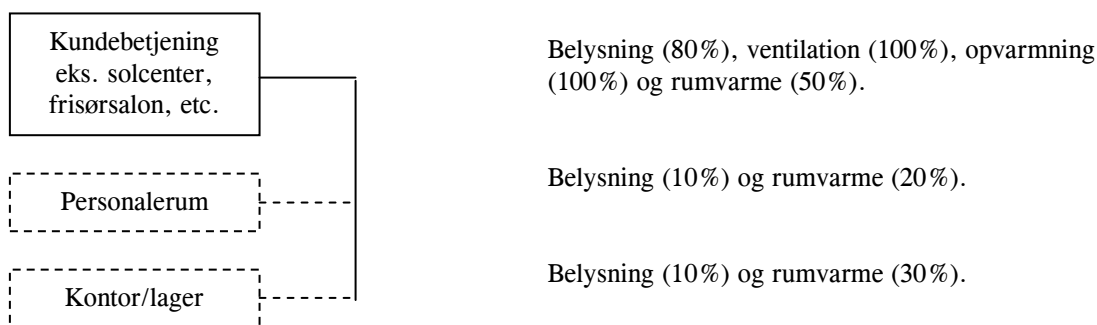 Kundebetjening
eks. solcenter,
frisørsalon, etc.
Belysning (80%), ventilation (100%), opvarmning
(100%) og rumvarme (50%).
Personalerum
Belysning (10%) og rumvarme (20%).
Kontor/lager
Belysning (10%) og rumvarme (30%).